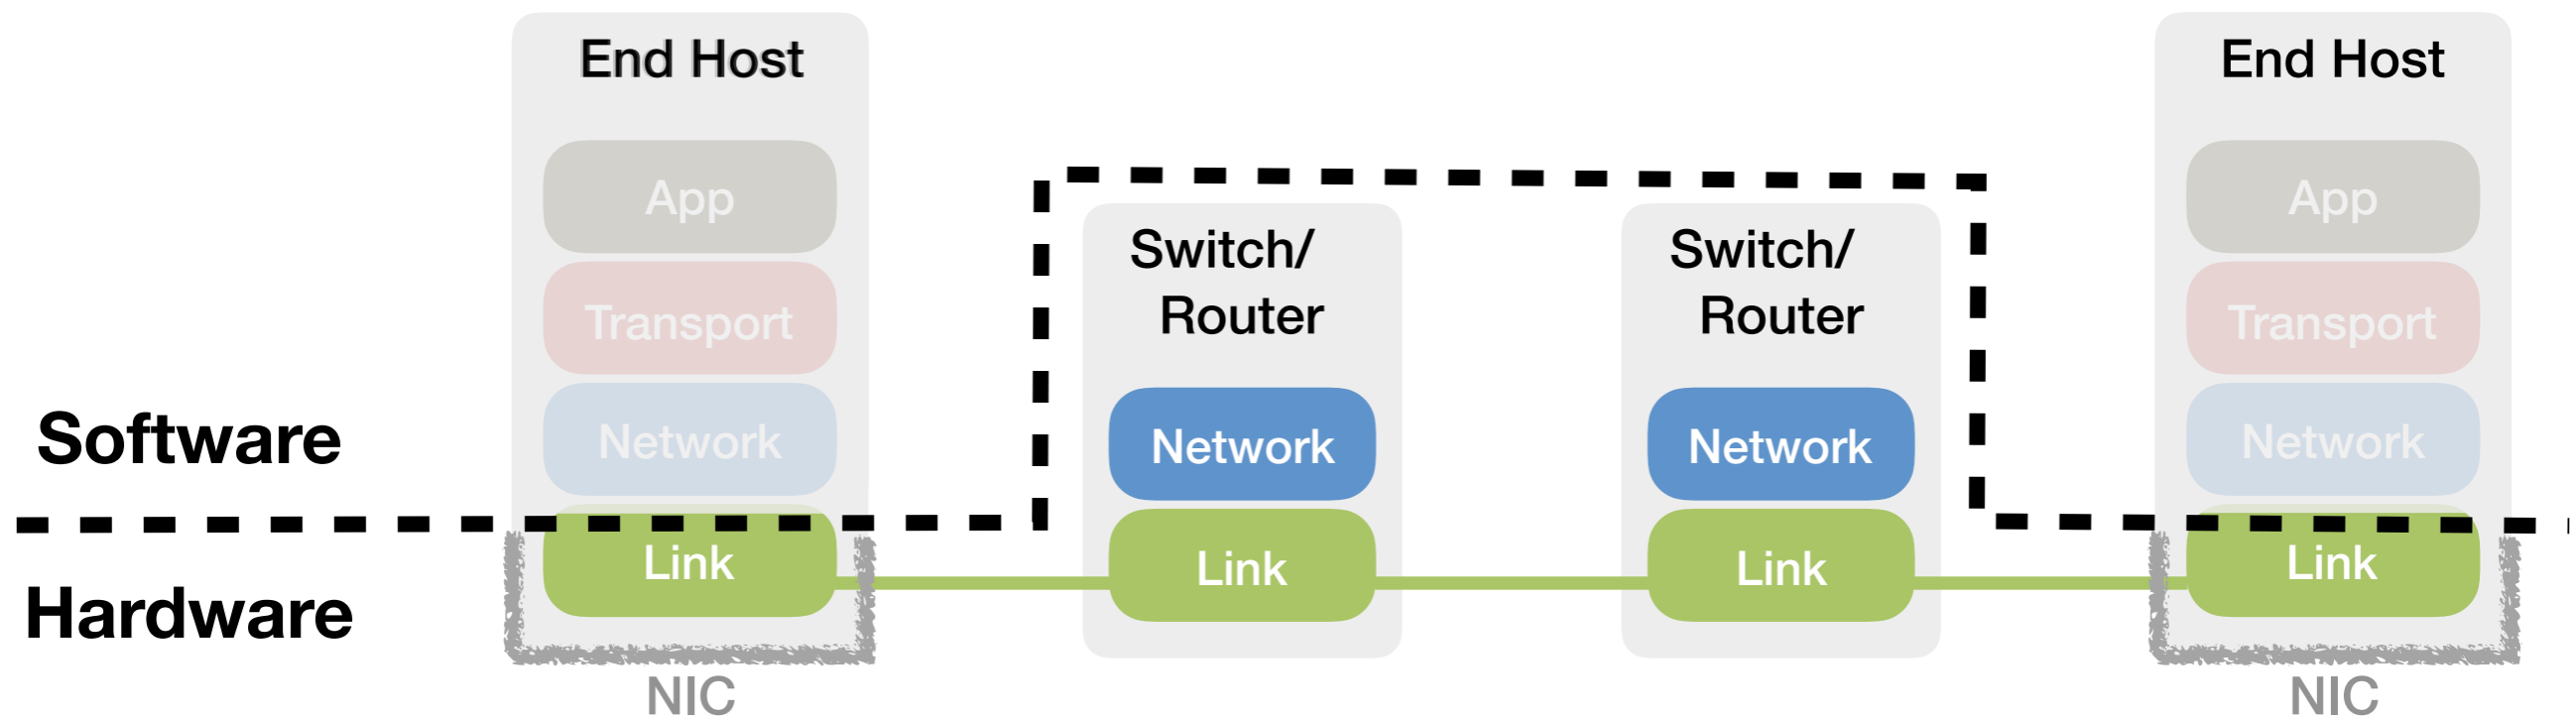 End Host
App
Transport
Network
Link
NIC
Switch/
Router
Network
Link
Switch/
Router
Network
Link
End Host
App
Transport
Network
Link
NIC
Software
Hardware